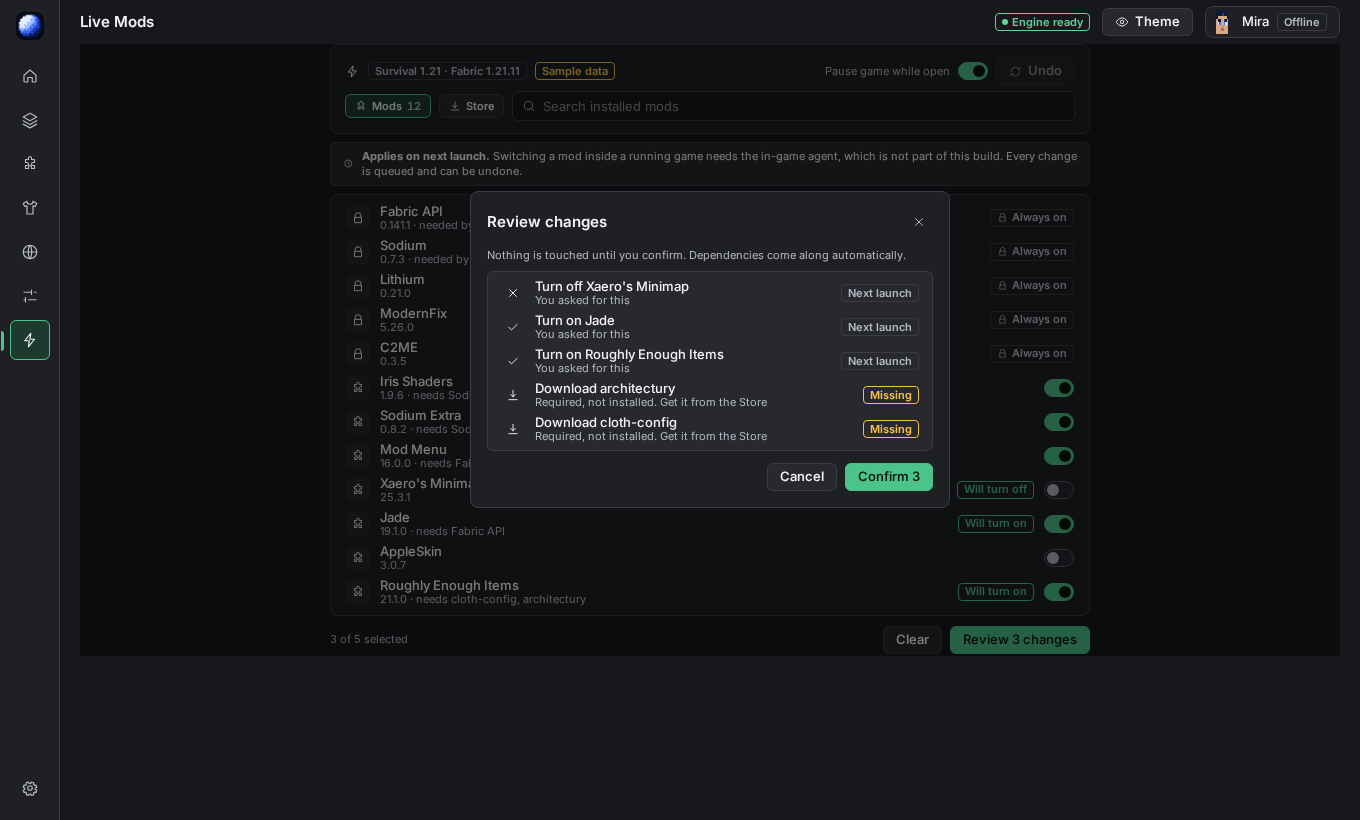 Live Mods
Engine ready
Theme
Mira
Offline
Survival 1.21 · Fabric 1.21.11
Sample data
Pause game while open
Undo
Mods 12
Store
Search installed mods
Applies on next launch. Switching a mod inside a running game needs the in-game agent, which is not part of this build. Every change
is queued and can be undone.
Fabric API
0.141.1 · needed by
Always on
Sodium
0.7.3 · needed by
Always on
Lithium
0.21.0
Always on
ModernFix
5.26.0
Always on
C2ME
0.3.5
Always on
Iris Shaders
1.9.6 · needs Sod
Sodium Extra
0.8.2 · needs Sod
Mod Menu
16.0.0 · needs Fa
Xaero's Minima
25.3.1
Will turn off
Jade
19.1.0 · needs Fabric API
Will turn on
AppleSkin
3.0.7
Roughly Enough Items
21.1.0 · needs cloth-config, architectury
Will turn on
3 of 5 selected
Clear
Review 3 changes
Review changes
Nothing is touched until you confirm. Dependencies come along automatically.
Turn off Xaero's Minimap
You asked for this
Next launch
Turn on Jade
You asked for this
Next launch
Turn on Roughly Enough Items
You asked for this
Next launch
Download architectury
Required, not installed. Get it from the Store
Missing
Download cloth-config
Required, not installed. Get it from the Store
Missing
Cancel
Confirm 3